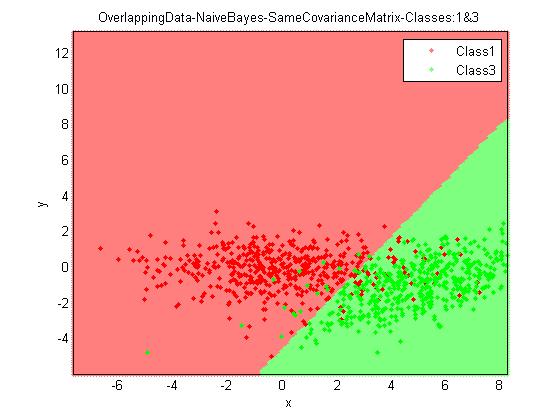 OverlappingData-NaiveBayes-SameCovarianceMatrix-Classes:1&3
Class1
Class3
12
10
8
6
4
2
0
-2
-4
y
-6 -4 -2 0 2 4 6 8
x